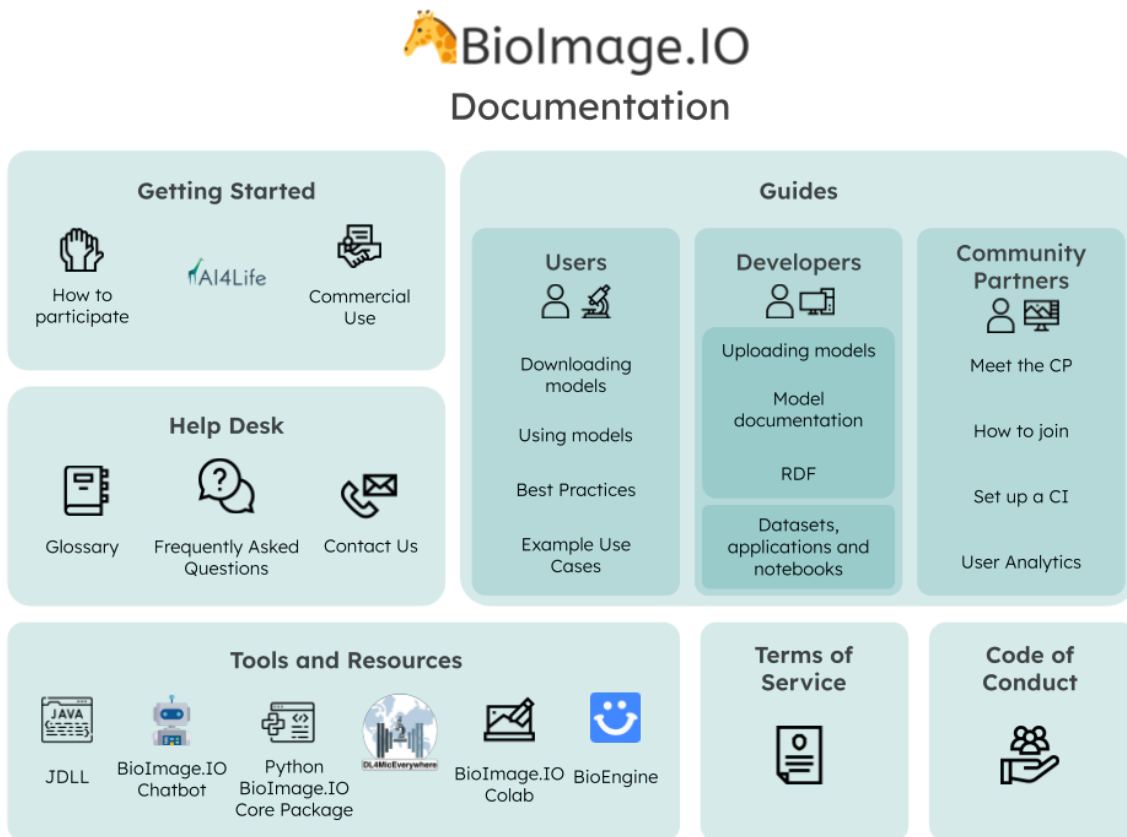 BioImage.IO
Documentation
Getting Started
How to
participate
AI4Life
Commercial
Use
Guides
Users
Downloading
models
Using models
Best Practices
Example Use
Cases
Developers
Uploading models
Model
documentation
RDF
Datasets,
applications and
notebooks
Community
Partners
Meet the CP
How to join
Set up a CI
User Analytics
Help Desk
Glossary
?
Frequently Asked
Questions
Contact Us
Tools and Resources
JAVA
JDLL
BioImage.IO
Chatbot
</>
Python
BioImage.IO
Core Package
DL4MicEverywhere
BioImage.IO
Colab
BioEngine
Terms of
Service
Code of
Conduct